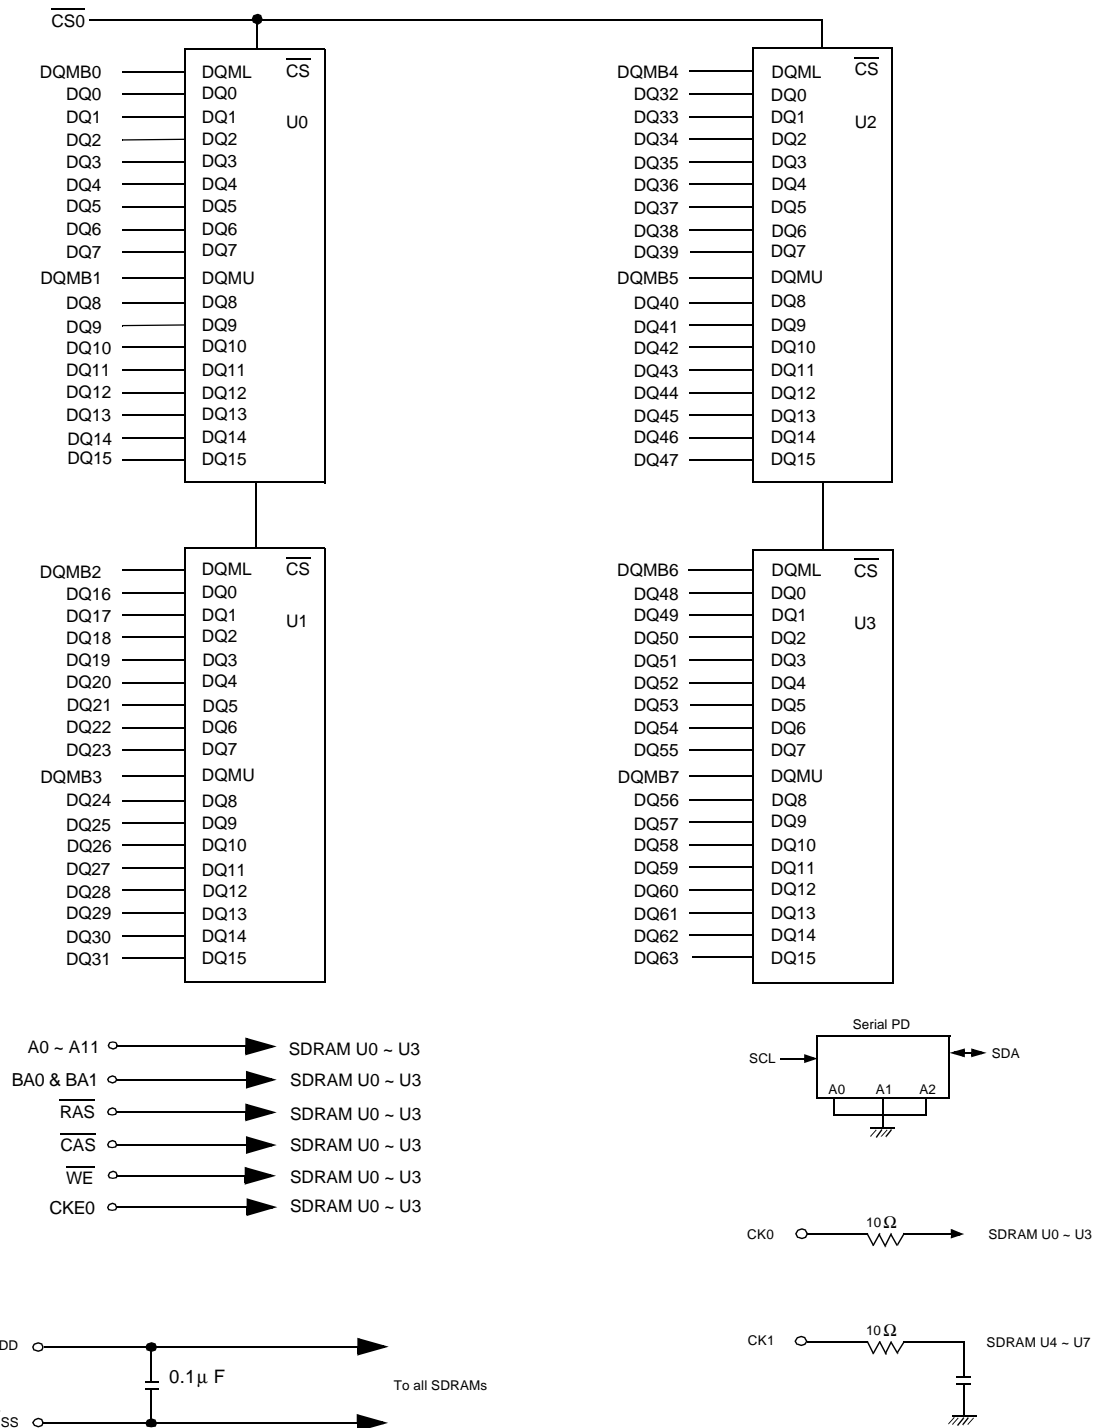 CS0
DQMB0 DQML CS
DQ0 DQ0
DQ1 DQ1 U0
DQ2 DQ2
DQ3 DQ3
DQ4 DQ4
DQ5 DQ5
DQ6 DQ6
DQ7 DQ7
DQMB1 DQMU
DQ8 DQ8
DQ9 DQ9
DQ10 DQ10
DQ11 DQ11
DQ12 DQ12
DQ13 DQ13
DQ14 DQ14
DQ15 DQ15
DQMB4 DQML CS
DQ32 DQ0
DQ33 DQ1 U2
DQ34 DQ2
DQ35 DQ3
DQ36 DQ4
DQ37 DQ5
DQ38 DQ6
DQ39 DQ7
DQMB5 DQMU
DQ40 DQ8
DQ41 DQ9
DQ42 DQ10
DQ43 DQ11
DQ44 DQ12
DQ45 DQ13
DQ46 DQ14
DQ47 DQ15
DQMB2 DQML CS
DQ16 DQ0
DQ17 DQ1 U1
DQ18 DQ2
DQ19 DQ3
DQ20 DQ4
DQ21 DQ5
DQ22 DQ6
DQ23 DQ7
DQMB3 DQMU
DQ24 DQ8
DQ25 DQ9
DQ26 DQ10
DQ27 DQ11
DQ28 DQ12
DQ29 DQ13
DQ30 DQ14
DQ31 DQ15
DQMB6 DQML CS
DQ48 DQ0
DQ49 DQ1 U3
DQ50 DQ2
DQ51 DQ3
DQ52 DQ4
DQ53 DQ5
DQ54 DQ6
DQ55 DQ7
DQMB7 DQMU
DQ56 DQ8
DQ57 DQ9
DQ58 DQ10
DQ59 DQ11
DQ60 DQ12
DQ61 DQ13
DQ62 DQ14
DQ63 DQ15
A0 ~ A11 SDRAM U0 ~ U3
BA0 & BA1 SDRAM U0 ~ U3
RAS SDRAM U0 ~ U3
CAS SDRAM U0 ~ U3
WE SDRAM U0 ~ U3
CKE0 SDRAM U0 ~ U3
Serial PD
SCL SDA
A0 A1 A2
10Ω
CK0 SDRAM U0 ~ U3
10Ω
CK1 SDRAM U4 ~ U7
DD
0.1µ F
To all SDRAMs
SS